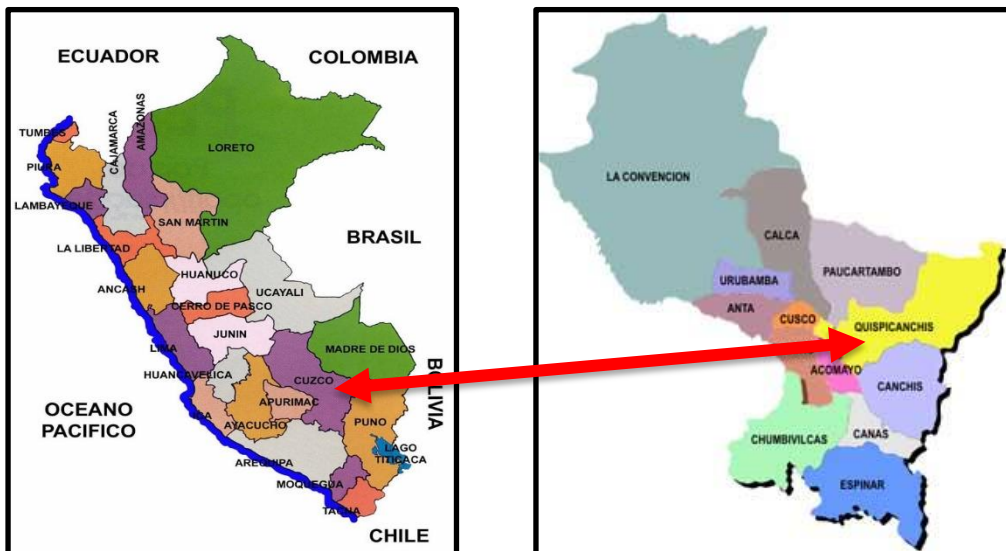 ECUADOR
COLOMBIA
TUMBES
CAJAMARCA
AMAZONAS
PIURA
LORETO
LAMBAYEQUE
SAN MARTIN
LA LIBERTAD
BRASIL
HUANUCO
ANCASH
UCAYALI
CERRO DE PASCO
LIMA
JUNIN
MADRE DE DIOS
HUANCAVELICA
CUZCO
BOLIVIA
OCEANO
PACIFICO
ICA
APURIMAC
AYACUCHO
PUNO
LAGO
TITICACA
AREQUIPA
MOQUEGUA
TACNA
CHILE
LA CONVENCION
CALCA
PAUCARTAMBO
URUBAMBA
ANTA
CUSCO
QUISPICANCHIS
ACOMAYO
CANCHIS
CHUMBIVILCAS
CANAS
ESPINAR